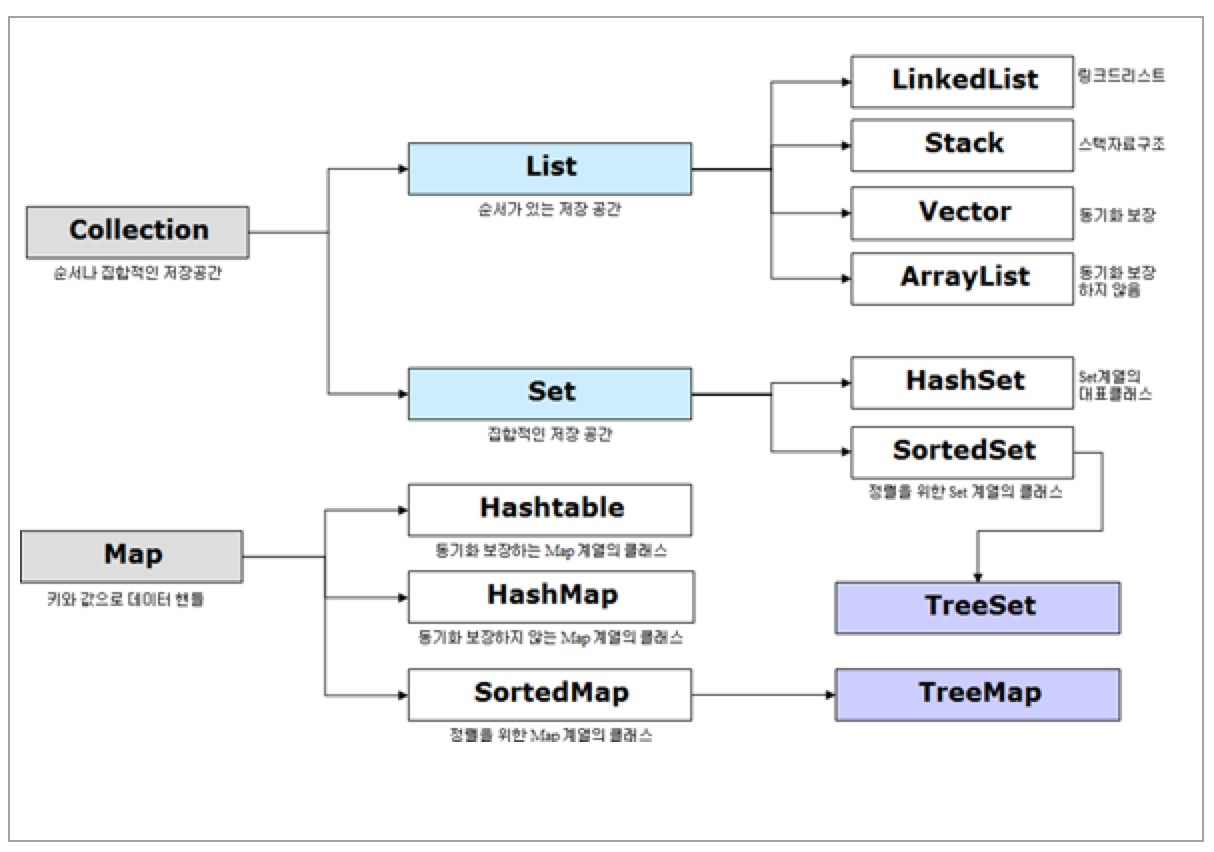 LinkedList 링크드리스트
Stack 스택자료구조
List
순서가 있는 저장 공간
Vector 동기화 보장
Collection
순서나 집합적인 저장공간
ArrayList 동기화 보장
하지 않음
HashSet Set계열의
대표클래스
Set
집합적인 저장 공간
SortedSet
정렬을 위한 Set 계열의 클래스
Hashtable
동기화 보장하는 Map 계열의 클래스
Map
키와 값으로 데이터 핸들
HashMap
동기화 보장하지 않는 Map 계열의 클래스
TreeSet
SortedMap
정렬을 위한 Map 계열의 클래스
TreeMap